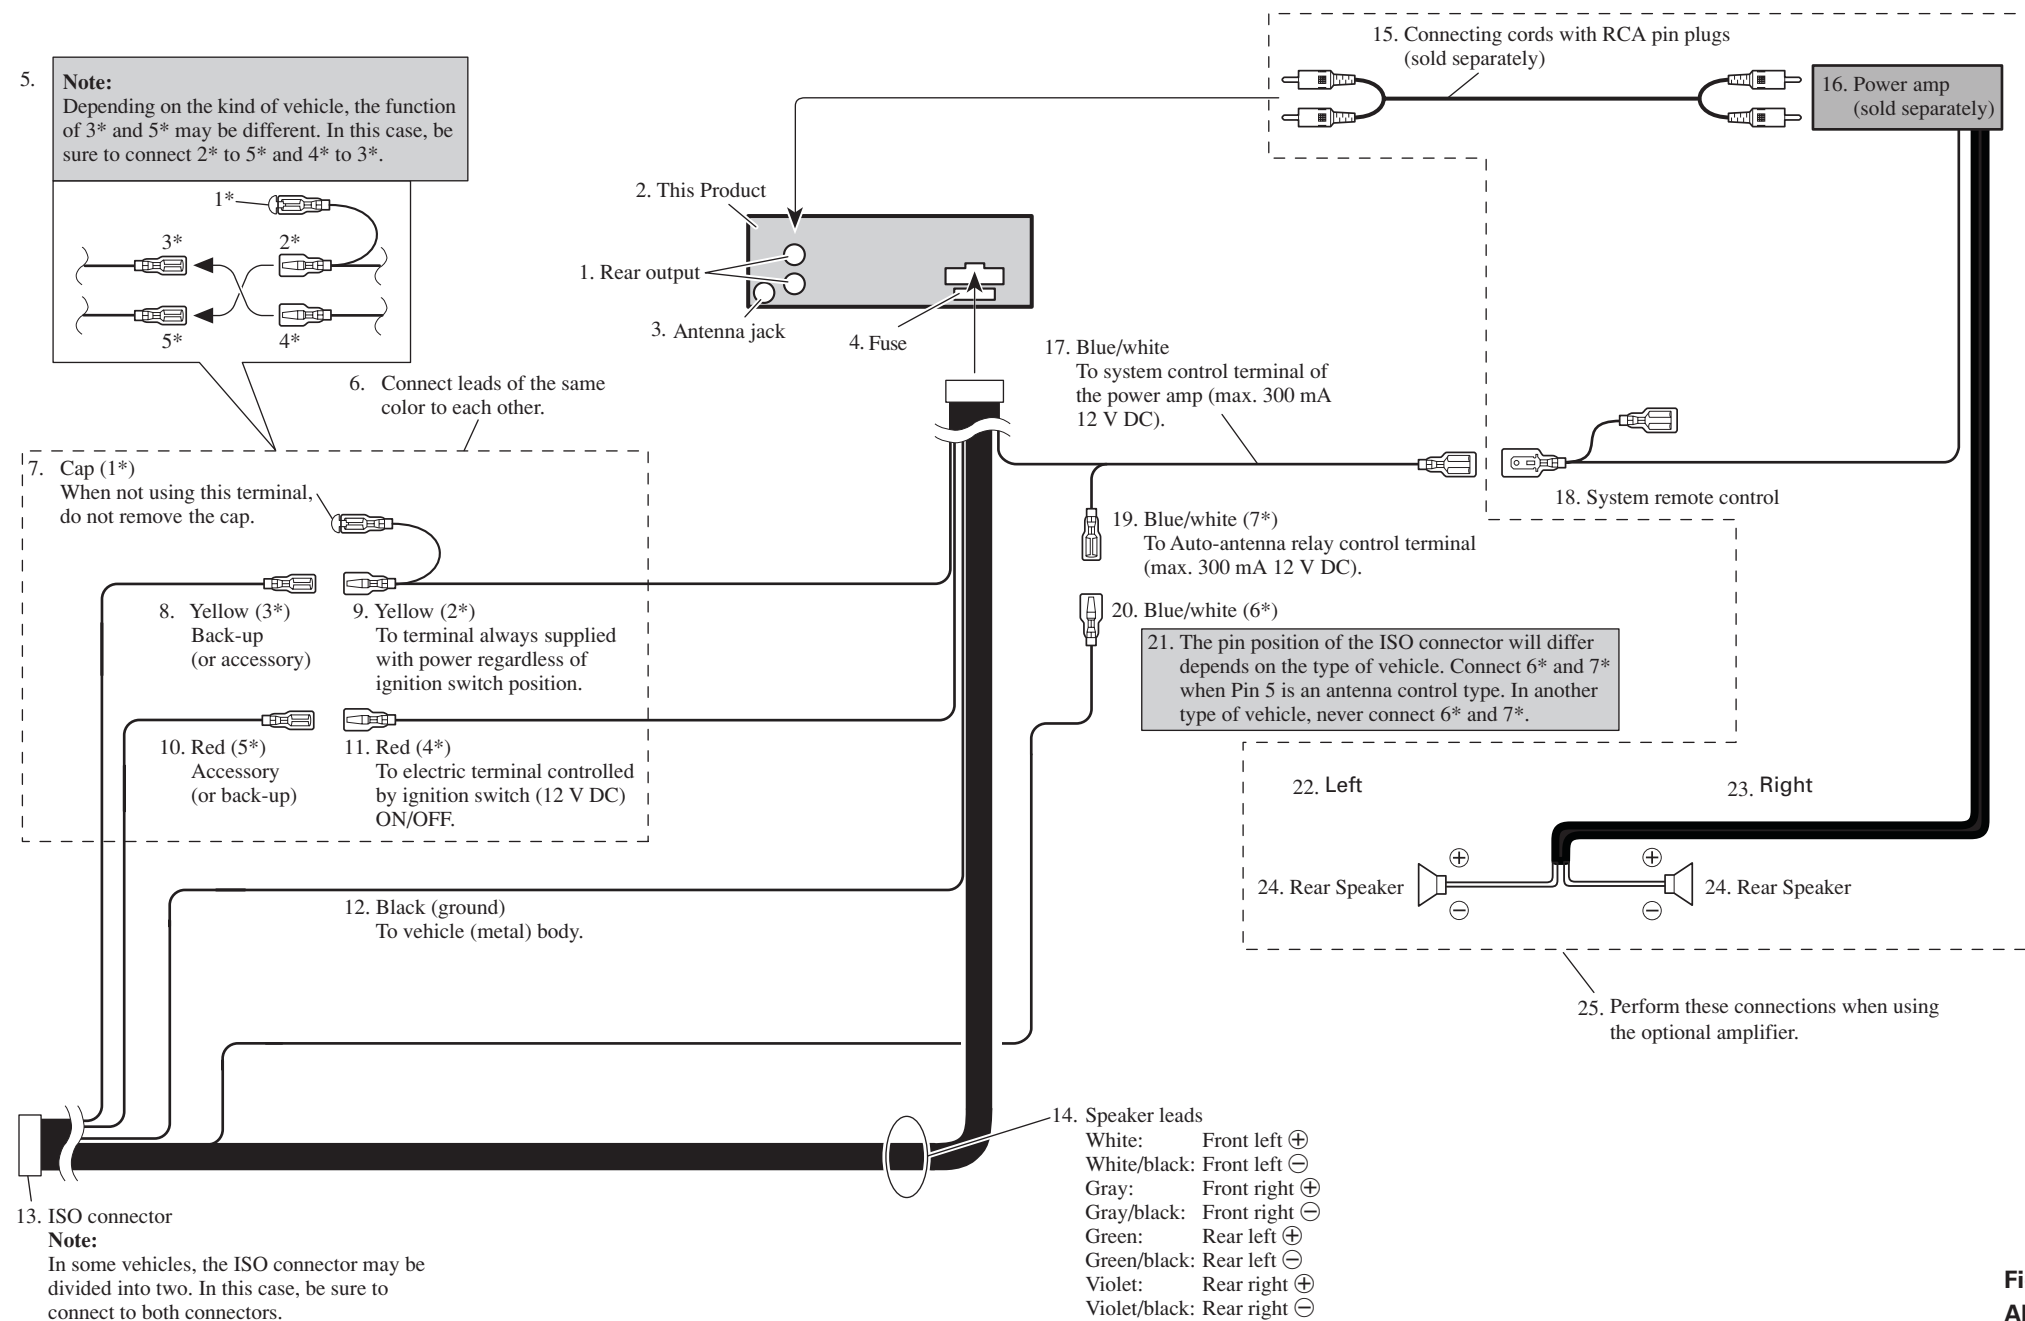 5.
Note:
Depending on the kind of vehicle, the function
of 3* and 5* may be different. In this case, be
sure to connect 2* to 5* and 4* to 3*.
1*
3*
2*
5*
4*
15. Connecting cords with RCA pin plugs
(sold separately)
16. Power amp
(sold separately)
2. This Product
1. Rear output
3. Antenna jack
4. Fuse
6. Connect leads of the same
color to each other.
7. Cap (1*)
When not using this terminal,
do not remove the cap.
8. Yellow (3*)
Back-up
(or accessory)
9. Yellow (2*)
To terminal always supplied
with power regardless of
ignition switch position.
10. Red (5*)
Accessory
(or back-up)
11. Red (4*)
To electric terminal controlled
by ignition switch (12 V DC)
ON/OFF.
12. Black (ground)
To vehicle (metal) body.
13. ISO connector
Note:
In some vehicles, the ISO connector may be
divided into two. In this case, be sure to
connect to both connectors.
17. Blue/white
To system control terminal of
the power amp (max. 300 mA
12 V DC).
18. System remote control
19. Blue/white (7*)
To Auto-antenna relay control terminal
(max. 300 mA 12 V DC).
20. Blue/white (6*)
21. The pin position of the ISO connector will differ
depends on the type of vehicle. Connect 6* and 7*
when Pin 5 is an antenna control type. In another
type of vehicle, never connect 6* and 7*.
22. Left
23. Right
⊕ ⊕
24. Rear Speaker
24. Rear Speaker
⊖ ⊖
25. Perform these connections when using
the optional amplifier.
14. Speaker leads
White: Front left ⊕
White/black: Front left ⊖
Gray: Front right ⊕
Gray/black: Front right ⊖
Green: Rear left ⊕
Green/black: Rear left ⊖
Violet: Rear right ⊕
Violet/black: Rear right ⊖